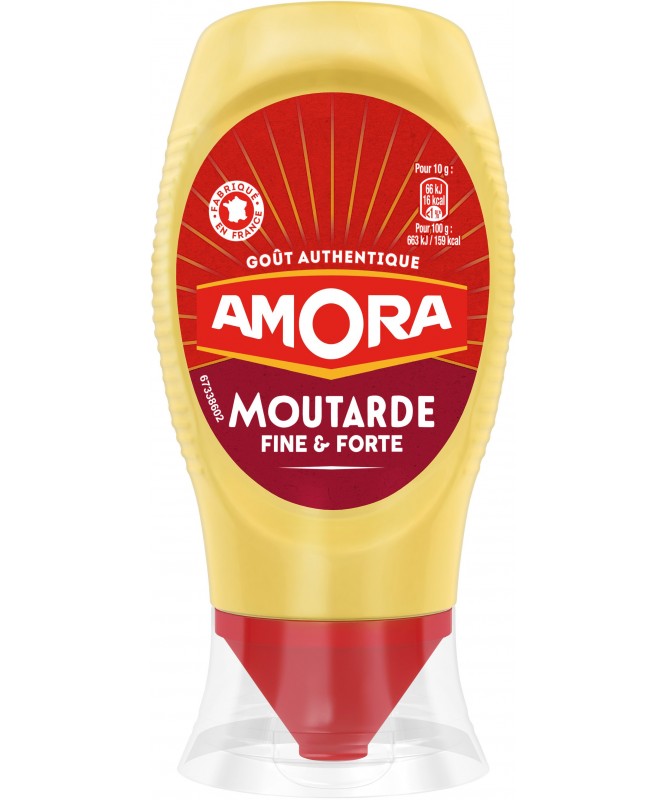 Pour 10 g :
66 kJ
16 kcal
Pour 100 g :
663 kJ / 159 kcal
FABRIQUÉ
EN FRANCE
GOÛT AUTHENTIQUE
AMORA
MOUTARDE
FINE & FORTE
67338602